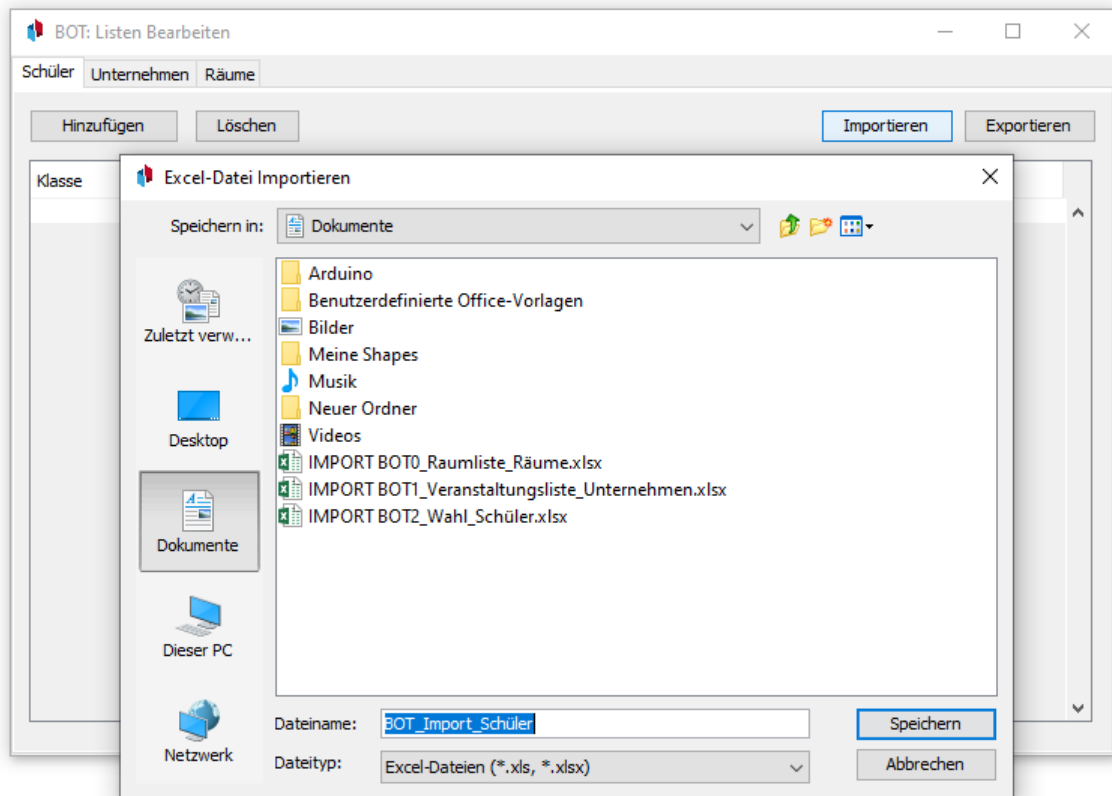 BOT: Listen Bearbeiten
Schüler Unternehmen Räume
Hinzufügen Löschen Importieren Exportieren
Klasse
Excel-Datei Importieren
Speichern in: Dokumente
Arduino
Benutzerdefinierte Office-Vorlagen
Bilder
Meine Shapes
Musik
Neuer Ordner
Videos
IMPORT BOT0_Raumliste_Räume.xlsx
IMPORT BOT1_Veranstaltungsliste_Unternehmen.xlsx
IMPORT BOT2_Wahl_Schüler.xlsx
Zuletzt verw...
Desktop
Dokumente
Dieser PC
Netzwerk
Dateiname: BOT_Import_Schüler Speichern
Dateityp: Excel-Dateien (*.xls, *.xlsx) Abbrechen